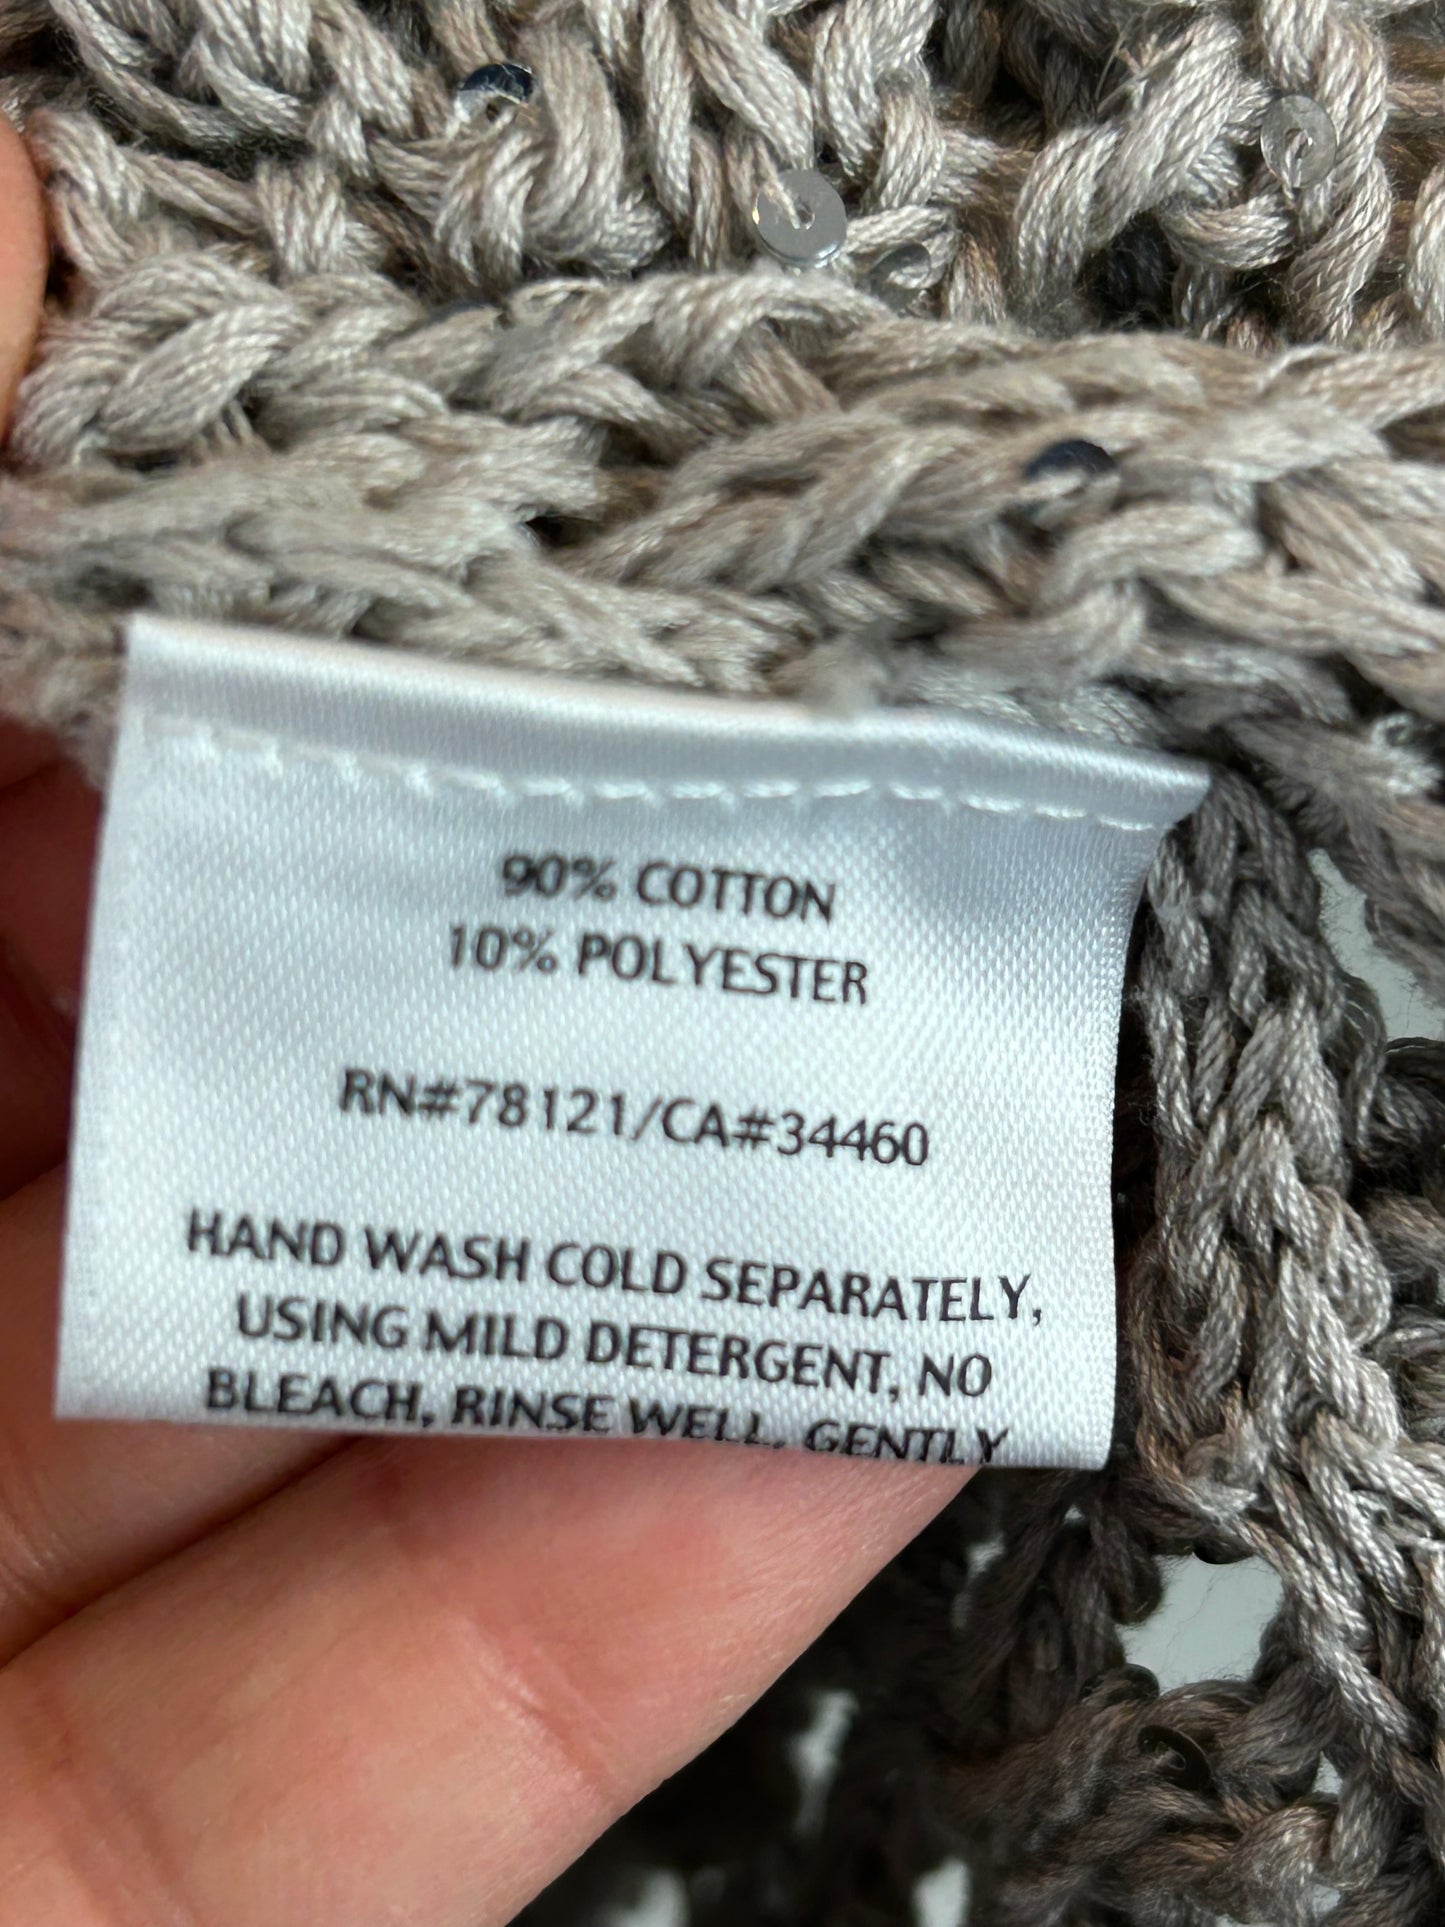 90% COTTON
10% POLYESTER
RN#78121/CA#34460
HAND WASH COLD SEPARATELY,
USING MILD DETERGENT, NO
BLEACH, RINSE WELL, GENTLY